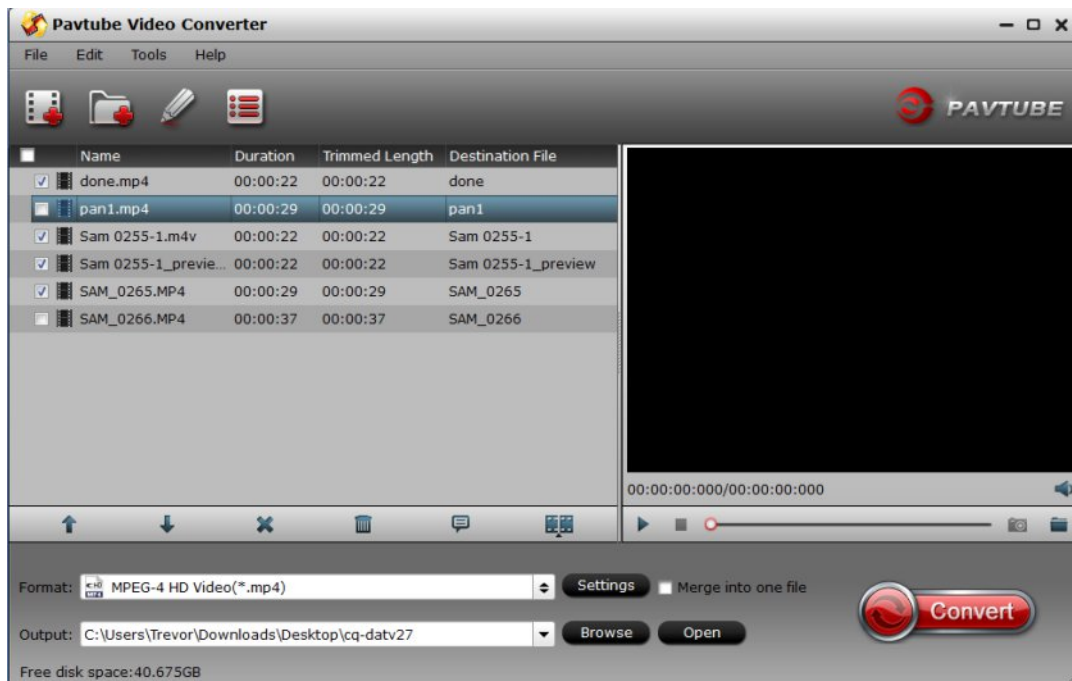 Pavtube Video Converter
File Edit Tools Help
PAVTUBE
Name Duration Trimmed Length Destination File
done.mp4 00:00:22 00:00:22 done
pan1.mp4 00:00:29 00:00:29 pan1
Sam 0255-1.m4v 00:00:22 00:00:22 Sam 0255-1
Sam 0255-1_previe... 00:00:22 00:00:22 Sam 0255-1_preview
SAM_0265.MP4 00:00:29 00:00:29 SAM_0265
SAM_0266.MP4 00:00:37 00:00:37 SAM_0266
00:00:00:000/00:00:00:000
Format: MPEG-4 HD Video(*.mp4) Settings Merge into one file
Convert
Output: C:\Users\Trevor\Downloads\Desktop\cq-datv27 Browse Open
Free disk space:40.675GB